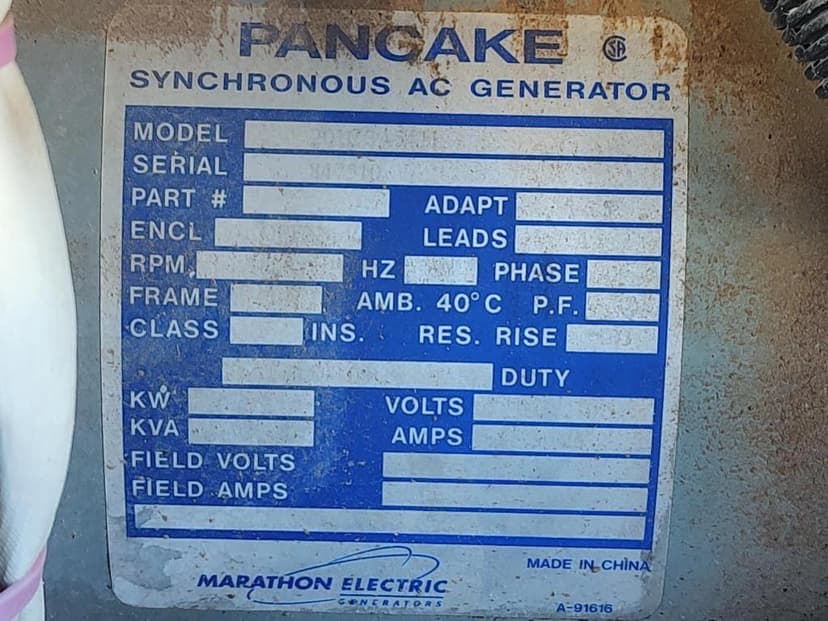 PANCAKE
SYNCHRONOUS AC GENERATOR
MODEL
SERIAL
PART # ADAPT
ENCL LEADS
RPM HZ PHASE
FRAME AMB. 40°C P.F.
CLASS INS. RES. RISE
DUTY
KW VOLTS
KVA AMPS
FIELD VOLTS
FIELD AMPS
MADE IN CHINA
MARATHON ELECTRIC
GENERATORS
A-91616